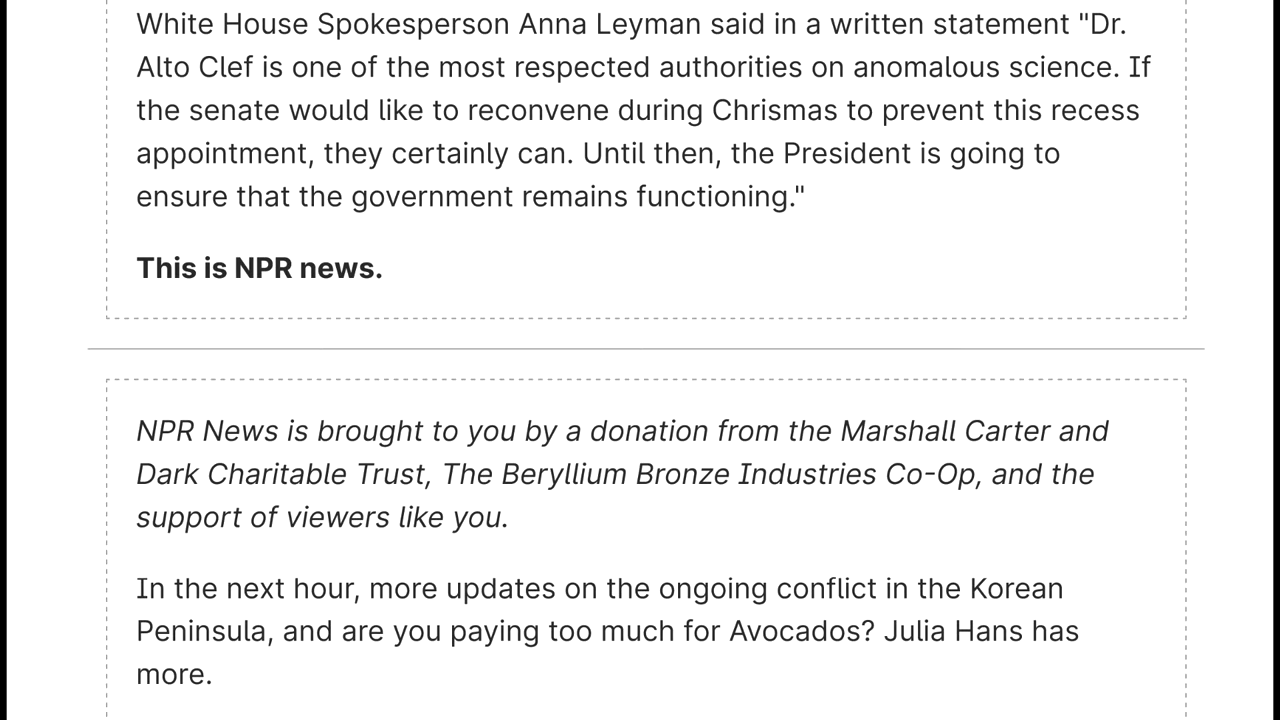 White House Spokesperson Anna Leyman said in a written statement "Dr.
Alto Clef is one of the most respected authorities on anomalous science. If
the senate would like to reconvene during Chrismas to prevent this recess
appointment, they certainly can. Until then, the President is going to
ensure that the government remains functioning."
This is NPR news.
NPR News is brought to you by a donation from the Marshall Carter and
Dark Charitable Trust, The Beryllium Bronze Industries Co-Op, and the
support of viewers like you.
In the next hour, more updates on the ongoing conflict in the Korean
Peninsula, and are you paying too much for Avocados? Julia Hans has
more.